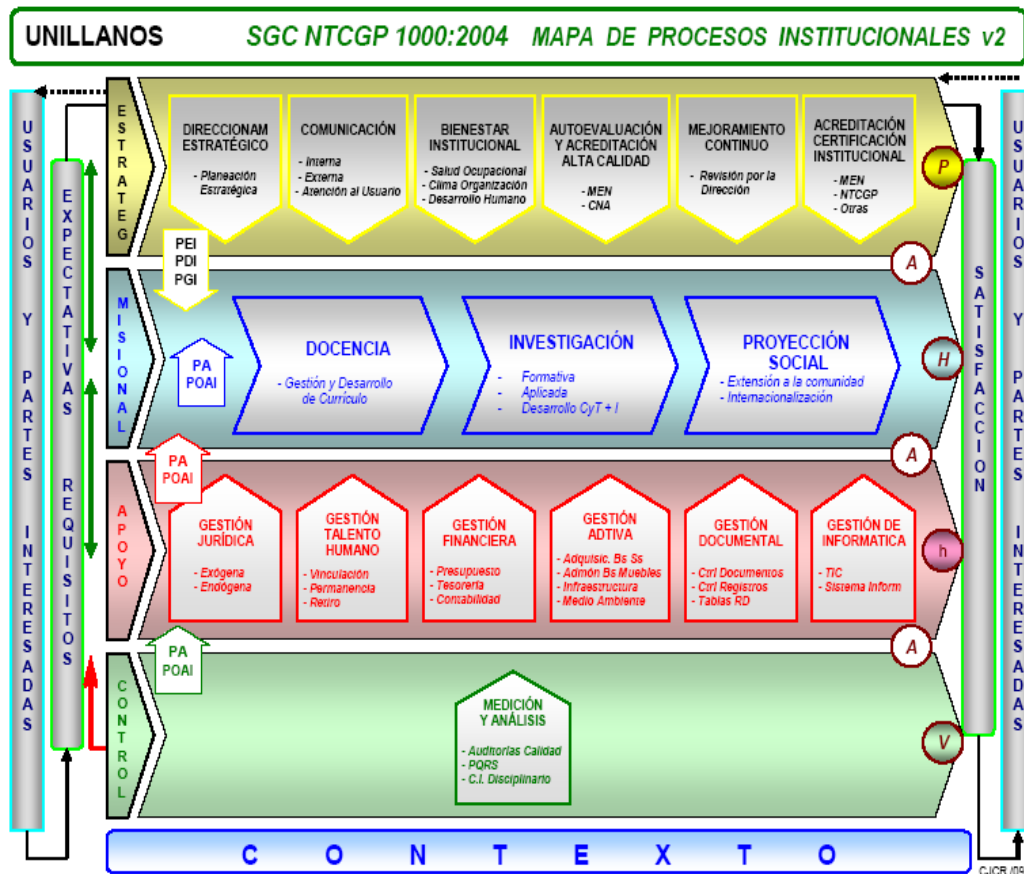 UNILLANOS SGC NTCGP 1000:2004 MAPA DE PROCESOS INSTITUCIONALES v2
USUARIOS Y PARTES INTERESADAS
EXPECTATIVAS REQUISITOS
ESTRATEG
DIRECCIONAM
ESTRATÉGICO
- Planeación
Estratégica
COMUNICACIÓN
- Interna
- Externa
- Atención al Usuario
BIENESTAR
INSTITUCIONAL
- Salud Ocupacional
- Clima Organización
- Desarrollo Humano
AUTOEVALUACIÓN
Y ACREDITACIÓN
ALTA CALIDAD
- MEN
- CNA
MEJORAMIENTO
CONTINUO
- Revisión por la
Dirección
ACREDITACIÓN
CERTIFICACIÓN
INSTITUCIONAL
- MEN
- NTCGP
- Otras
P
PEI
PDI
PGI
A
MISIONAL
PA
POAI
DOCENCIA
- Gestión y Desarrollo
de Currículo
INVESTIGACIÓN
- Formativa
- Aplicada
- Desarrollo CyT + I
PROYECCIÓN
SOCIAL
- Extensión a la comunidad
- Internacionalización
H
A
PA
POAI
APOYO
GESTIÓN
JURÍDICA
- Exógena
- Endógena
GESTIÓN
TALENTO
HUMANO
- Vinculación
- Permanencia
- Retiro
GESTIÓN
FINANCIERA
- Presupuesto
- Tesorería
- Contabilidad
GESTIÓN
ADTIVA
- Adquisic. Bs Ss
- Admón Bs Muebles
- Infraestructura
- Medio Ambiente
GESTIÓN
DOCUMENTAL
- Ctrl Documentos
- Ctrl Registros
- Tablas RD
GESTIÓN DE
INFORMATICA
- TIC
- Sistema Inform
h
A
PA
POAI
CONTROL
MEDICIÓN
Y ANÁLISIS
- Auditorías Calidad
- PQRS
- C.I. Disciplinario
V
SATISFACCION
USUARIOS Y PARTES INTERESADAS
CONTEXTO
CJCR /09